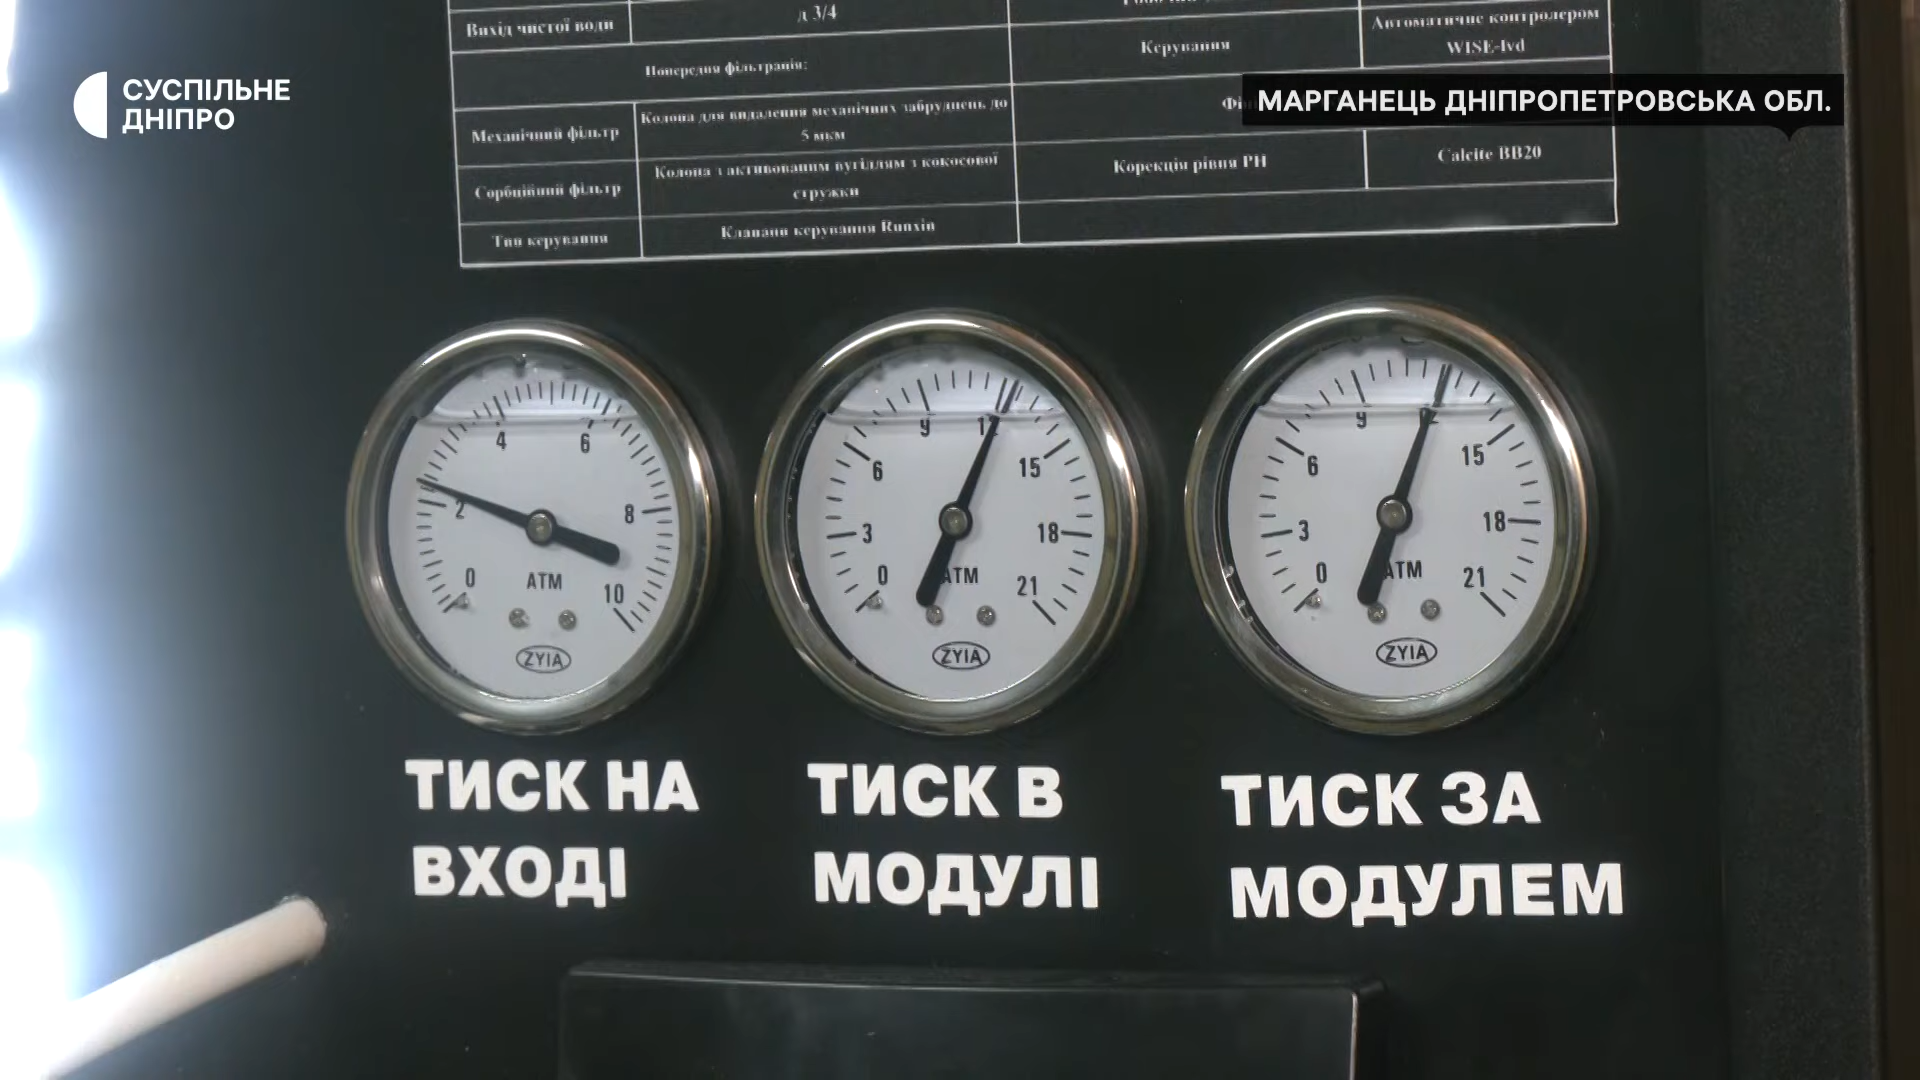 СУСПІЛЬНЕ
ДНІПРО
МАРГАНЕЦЬ ДНІПРОПЕТРОВСЬКА ОБЛ.
Вихід чистої води
д 3/4
Керування
Автоматичне контролером
WISE-lvd
Попередня фільтрація:
Механічний фільтр
Колона для видалення механічних забруднень до
5 мкм
Сорбційний фільтр
Колона з активованим вугіллям з кокосової
стружки
Корекція рівня PH
Calcite BB20
Тип керування
Клапани керування Runxin
0 2 4 6 8 10
ATM
ZYIA
0 3 6 9 12 15 18 21
ATM
ZYIA
0 3 6 9 15 18 21
ATM
ZYIA
ТИСК НА
ВХОДІ
ТИСК В
МОДУЛІ
ТИСК ЗА
МОДУЛЕМ